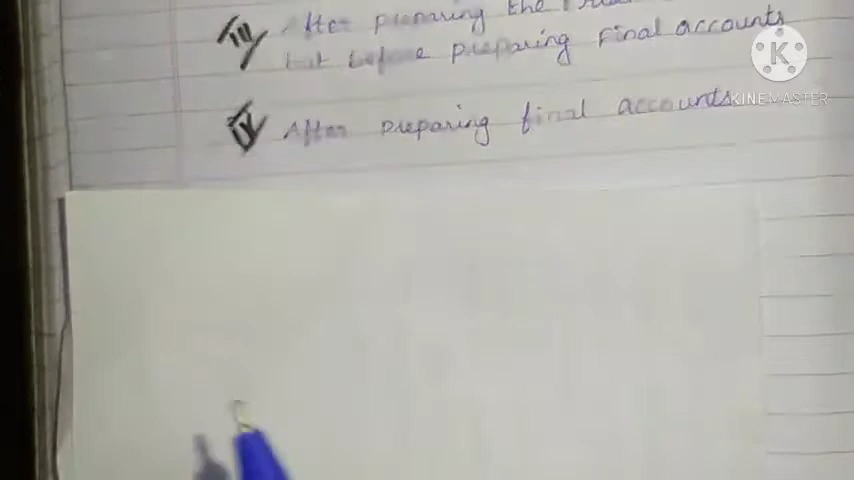 (iii) After preparing the
but before preparing final accounts
K
KINEMASTER
(iv) After preparing final accounts